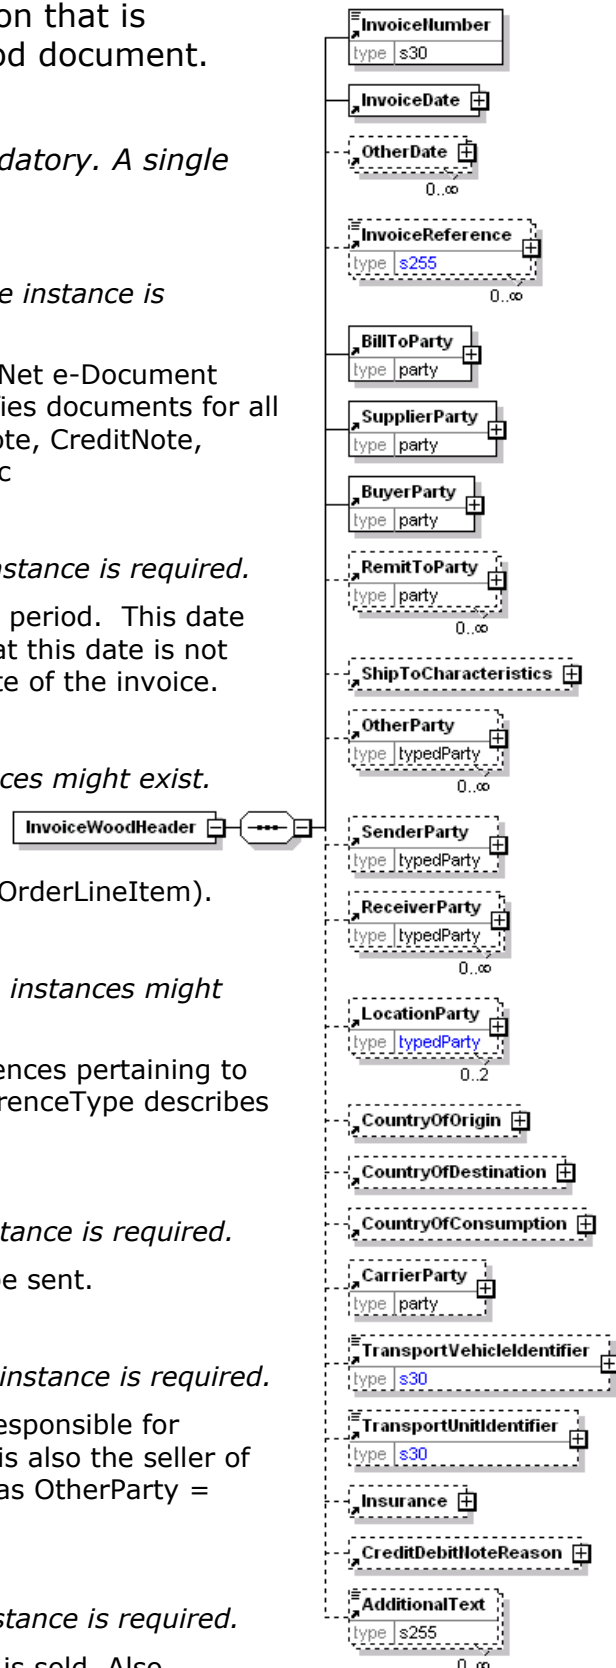 on that is
od document.
datory. A single
e instance is
Net e-Document
fies documents for all
ote, CreditNote,
c
nstance is required.
period. This date
at this date is not
te of the invoice.
ces might exist.
OrderLineItem).
instances might
ences pertaining to
renceType describes
stance is required.
be sent.
instance is required.
esponsible for
is also the seller of
as OtherParty =
stance is required.
is sold. Also
InvoiceWoodHeader
InvoiceNumber
type s30
InvoiceDate
OtherDate
0..∞
InvoiceReference
type s255
0..∞
BillToParty
type party
SupplierParty
type party
BuyerParty
type party
RemitToParty
type party
0..∞
ShipToCharacteristics
OtherParty
type typedParty
0..∞
SenderParty
type typedParty
ReceiverParty
type typedParty
0..∞
LocationParty
type typedParty
0..2
CountryOfOrigin
CountryOfDestination
CountryOfConsumption
CarrierParty
type party
TransportVehicleIdentifier
type s30
TransportUnitIdentifier
type s30
Insurance
CreditDebitNoteReason
AdditionalText
type s255
0..∞